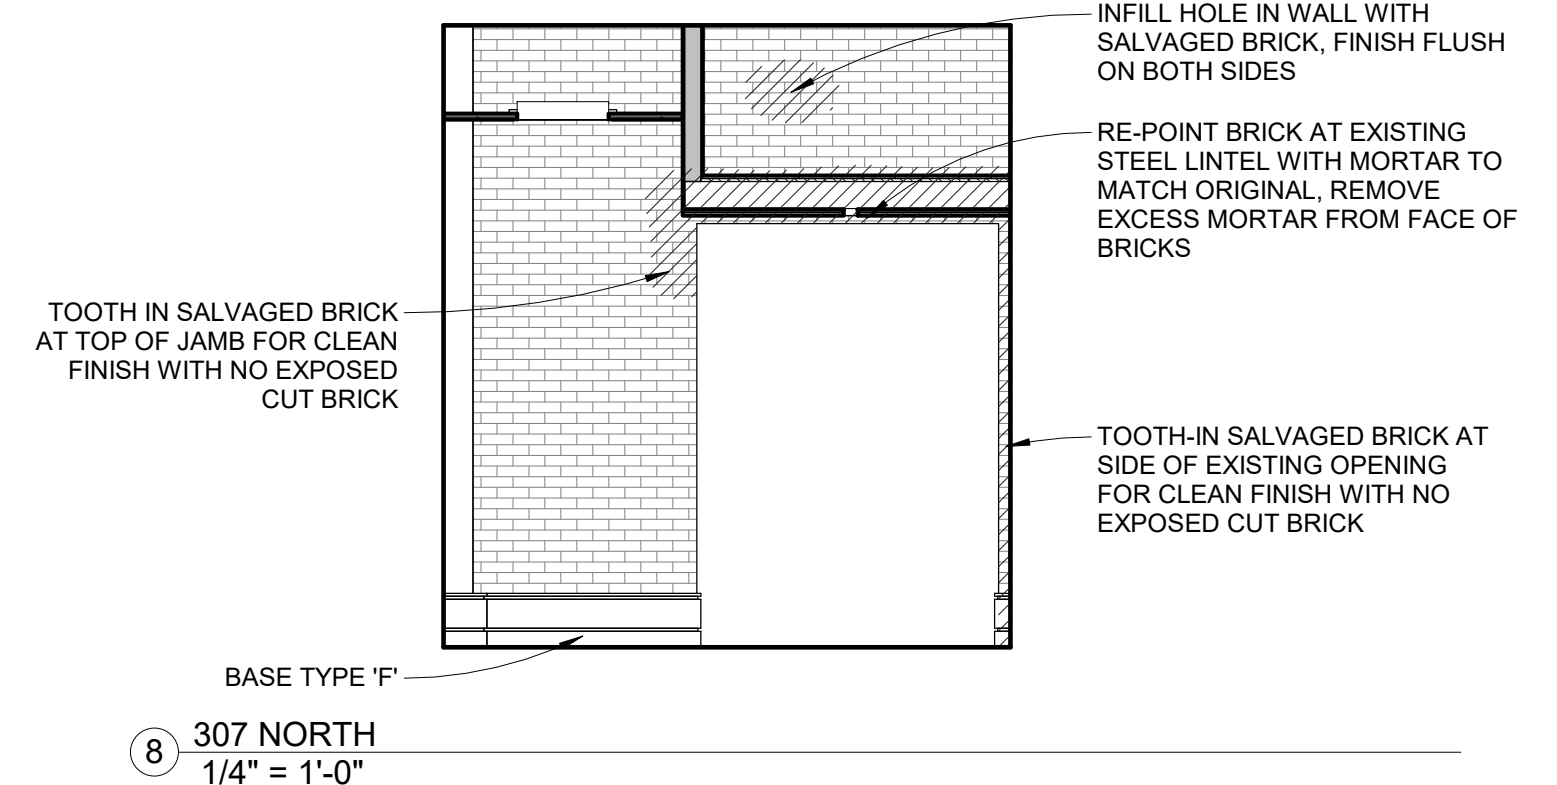 INFILL HOLE IN WALL WITH
SALVAGED BRICK, FINISH FLUSH
ON BOTH SIDES
RE-POINT BRICK AT EXISTING
STEEL LINTEL WITH MORTAR TO
MATCH ORIGINAL, REMOVE
EXCESS MORTAR FROM FACE OF
BRICKS
TOOTH IN SALVAGED BRICK
AT TOP OF JAMB FOR CLEAN
FINISH WITH NO EXPOSED
CUT BRICK
TOOTH-IN SALVAGED BRICK AT
SIDE OF EXISTING OPENING
FOR CLEAN FINISH WITH NO
EXPOSED CUT BRICK
BASE TYPE 'F'
8
307 NORTH
1/4" = 1'-0"